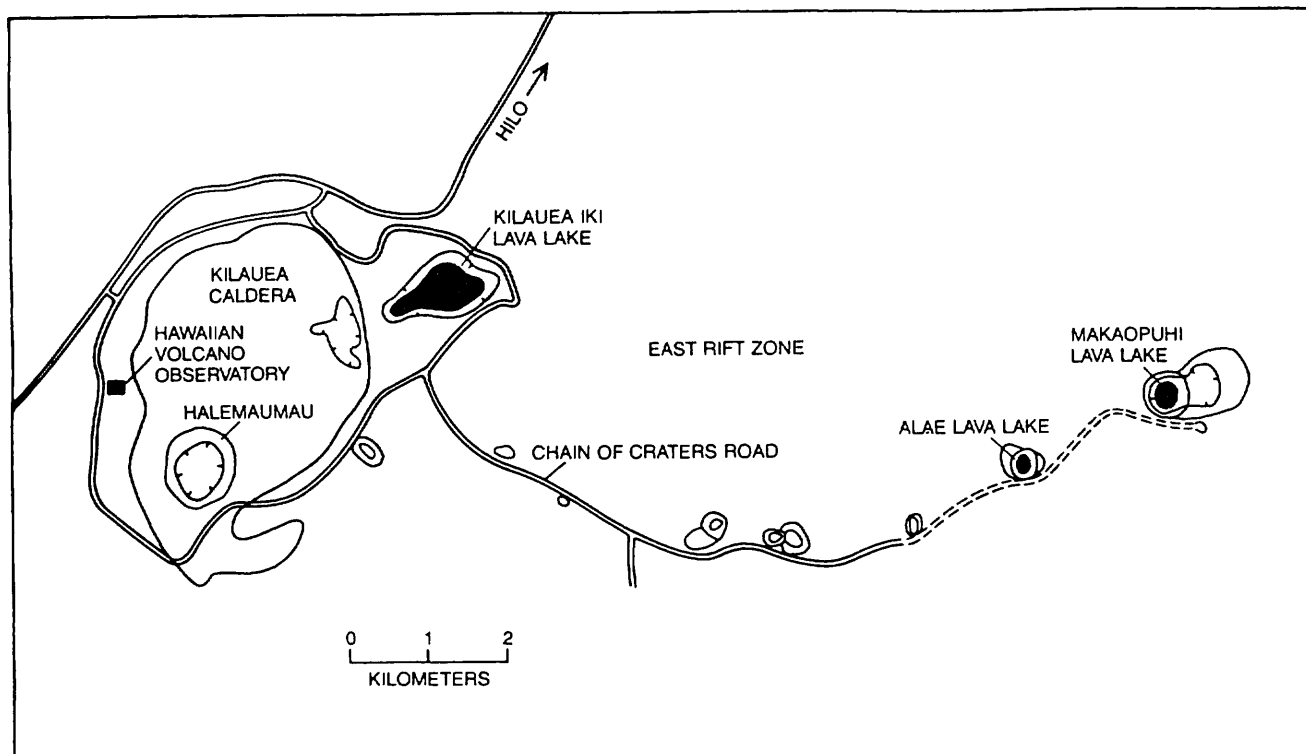 HILO
KILAUEA IKI
LAVA LAKE
KILAUEA
CALDERA
HAWAIIAN
VOLCANO
OBSERVATORY
EAST RIFT ZONE
MAKAOPUHI
LAVA LAKE
HALEMAUMAU
ALAE LAVA LAKE
CHAIN OF CRATERS ROAD
0 1 2
KILOMETERS